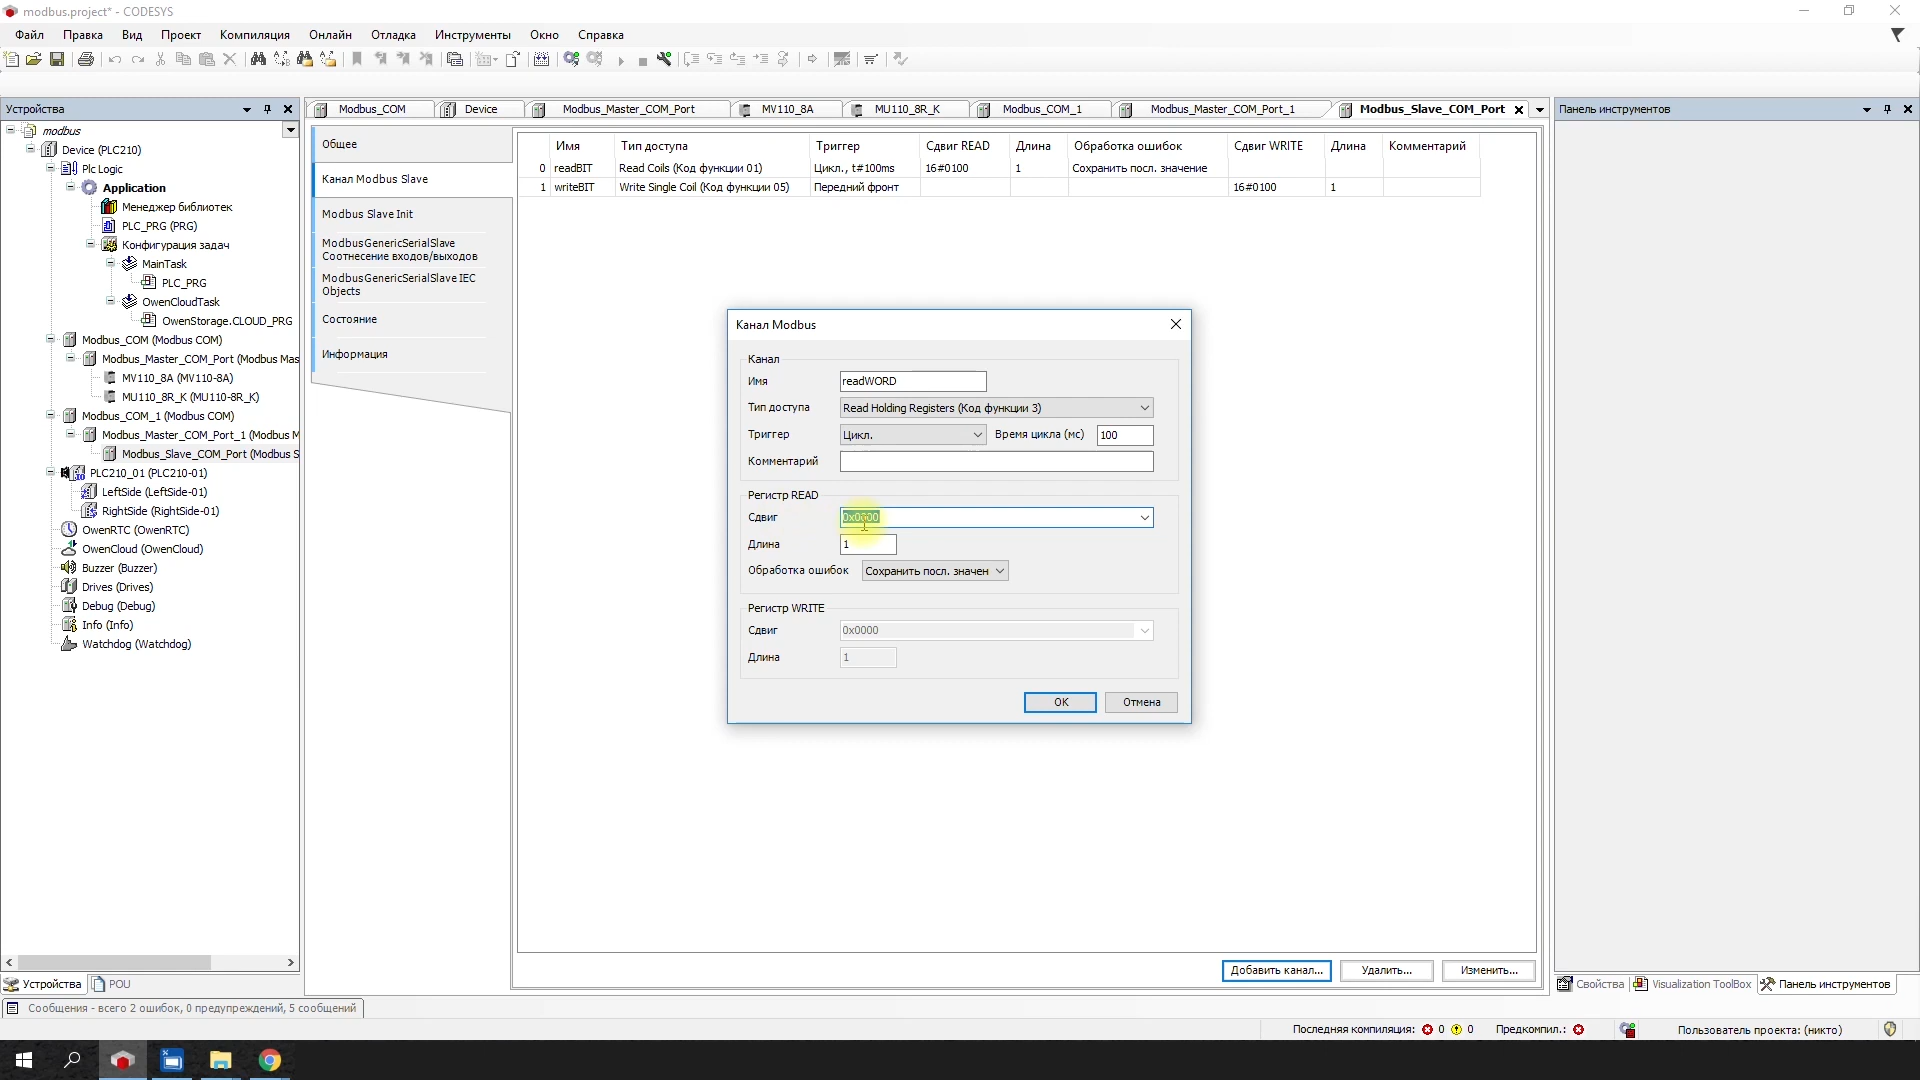 modbus.project* - CODESYS
Файл Правка Вид Проект Компиляция Онлайн Отладка Инструменты Окно Справка
Устройства
Modbus_COM Device Modbus_Master_COM_Port MV110_8A MU110_8R_K Modbus_COM_1 Modbus_Master_COM_Port_1 Modbus_Slave_COM_Port
Панель инструментов
modbus
Device (PLC210)
Plc Logic
Application
Менеджер библиотек
PLC_PRG (PRG)
Конфигурация задач
MainTask
PLC_PRG
OwenCloudTask
OwenStorage.CLOUD_PRG
Modbus_COM (Modbus COM)
Modbus_Master_COM_Port (Modbus Mas
MV110_8A (MV110-8A)
MU110_8R_K (MU110-8R_K)
Modbus_COM_1 (Modbus COM)
Modbus_Master_COM_Port_1 (Modbus M
Modbus_Slave_COM_Port (Modbus S
PLC210_01 (PLC210-01)
LeftSide (LeftSide-01)
RightSide (RightSide-01)
OwenRTC (OwenRTC)
OwenCloud (OwenCloud)
Buzzer (Buzzer)
Drives (Drives)
Debug (Debug)
Info (Info)
Watchdog (Watchdog)
Общее
Канал Modbus Slave
Modbus Slave Init
ModbusGenericSerialSlave
Соотнесение входов/выходов
ModbusGenericSerialSlave IEC
Objects
Состояние
Информация
Имя Тип доступа Триггер Сдвиг READ Длина Обработка ошибок Сдвиг WRITE Длина Комментарий
0 readBIT Read Coils (Код функции 01) Цикл., t#100ms 16#0100 1 Сохранить посл. значение
1 writeBIT Write Single Coil (Код функции 05) Передний фронт 16#0100 1
Канал Modbus
Канал
Имя readWORD
Тип доступа Read Holding Registers (Код функции 3)
Триггер Цикл. Время цикла (мс) 100
Комментарий
Регистр READ
Сдвиг 0x0000
Длина 1
Обработка ошибок Сохранить посл. значен
Регистр WRITE
Сдвиг 0x0000
Длина 1
OK Отмена
Добавить канал... Удалить... Изменить...
Устройства POU
Свойства Visualization ToolBox Панель инструментов
Сообщения - всего 2 ошибок, 0 предупреждений, 5 сообщений
Последняя компиляция: 0 0 Предкомпил.: Пользователь проекта: (никто)